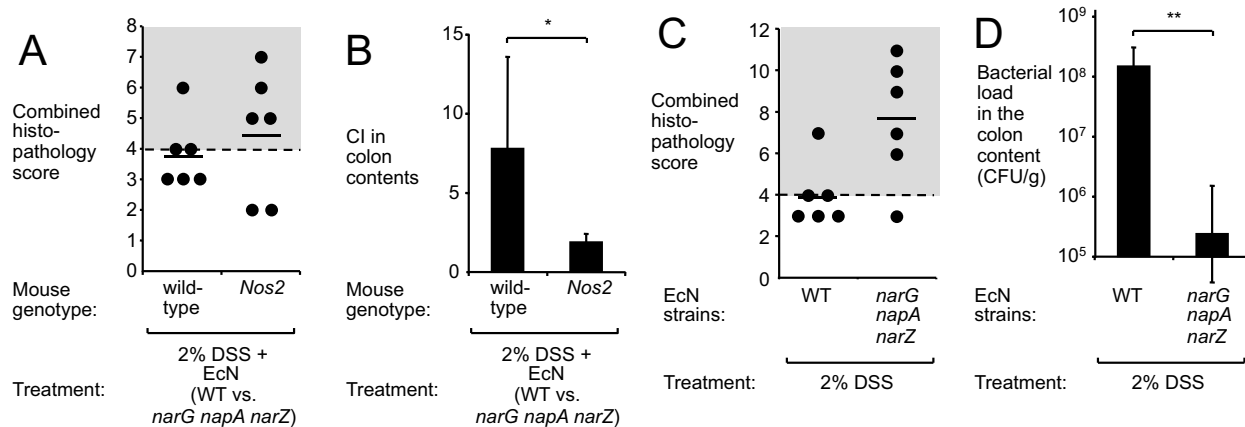 A
Combined
histo-
pathology
score
8
7
6
5
4
3
2
1
0
Mouse
genotype:
wild-
type
Nos2
Treatment:
2% DSS +
EcN
(WT vs.
narG napA narZ)
B
CI in
colon
contents
15
10
5
0
*
Mouse
genotype:
wild-
type
Nos2
Treatment:
2% DSS +
EcN
(WT vs.
narG napA narZ)
C
Combined
histo-
pathology
score
12
10
8
6
4
2
0
EcN
strains:
WT
narG
napA
narZ
Treatment:
2% DSS
D
Bacterial
load
in the
colon
content
(CFU/g)
10⁹
10⁸
10⁷
10⁶
10⁵
**
EcN
strains:
WT
narG
napA
narZ
Treatment:
2% DSS